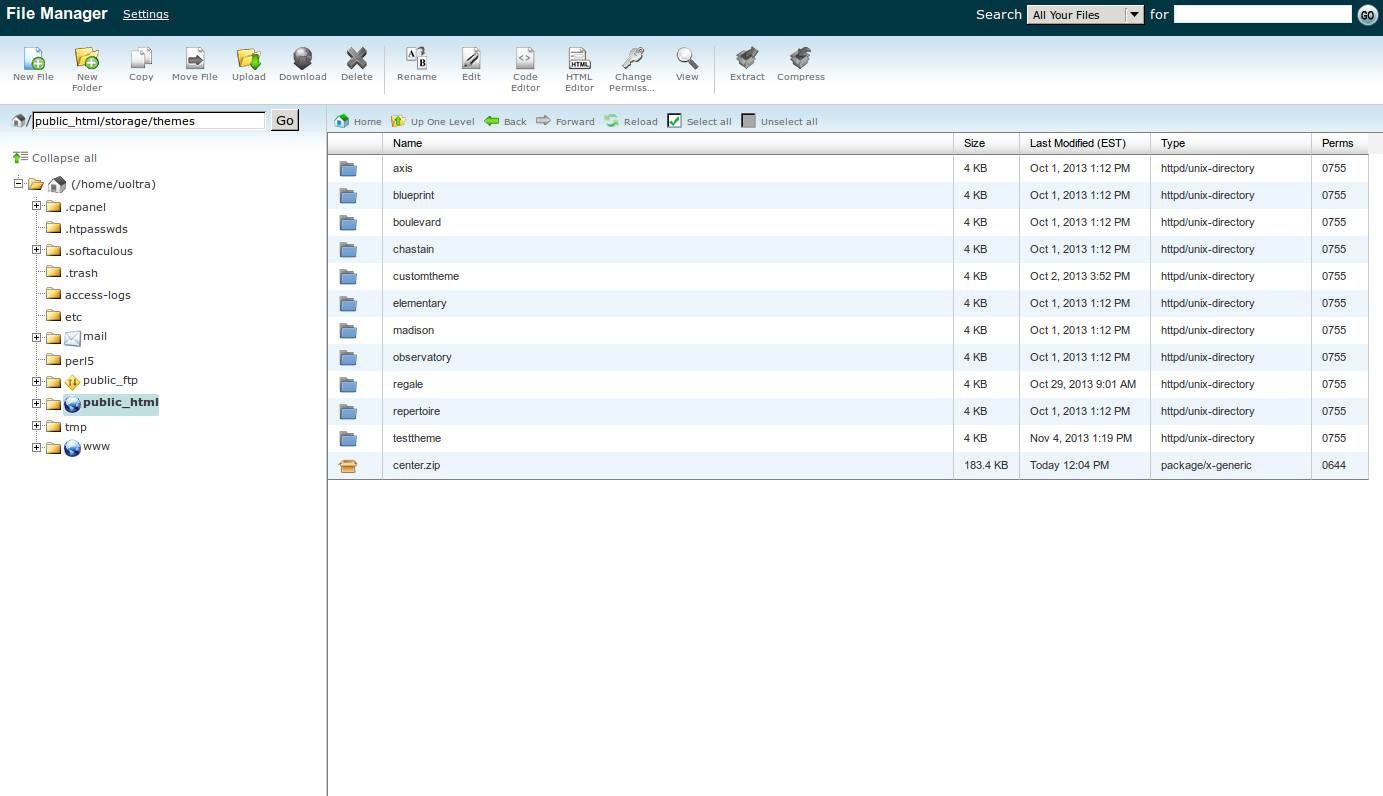 File Manager Settings Search All Your Files for GO
New File New Folder Copy Move File Upload Download Delete Rename Edit Code Editor HTML Editor Change Permiss... View Extract Compress
/ public_html/storage/themes Go
Home Up One Level Back Forward Reload Select all Unselect all
Collapse all
(/home/uoltra)
.cpanel
.htpasswds
.softaculous
.trash
access-logs
etc
mail
perl5
public_ftp
public_html
tmp
www
Name Size Last Modified (EST) Type Perms
axis 4 KB Oct 1, 2013 1:12 PM httpd/unix-directory 0755
blueprint 4 KB Oct 1, 2013 1:12 PM httpd/unix-directory 0755
boulevard 4 KB Oct 1, 2013 1:12 PM httpd/unix-directory 0755
chastain 4 KB Oct 1, 2013 1:12 PM httpd/unix-directory 0755
customtheme 4 KB Oct 2, 2013 3:52 PM httpd/unix-directory 0755
elementary 4 KB Oct 1, 2013 1:12 PM httpd/unix-directory 0755
madison 4 KB Oct 1, 2013 1:12 PM httpd/unix-directory 0755
observatory 4 KB Oct 1, 2013 1:12 PM httpd/unix-directory 0755
regale 4 KB Oct 29, 2013 9:01 AM httpd/unix-directory 0755
repertoire 4 KB Oct 1, 2013 1:12 PM httpd/unix-directory 0755
testtheme 4 KB Nov 4, 2013 1:19 PM httpd/unix-directory 0755
center.zip 183.4 KB Today 12:04 PM package/x-generic 0644